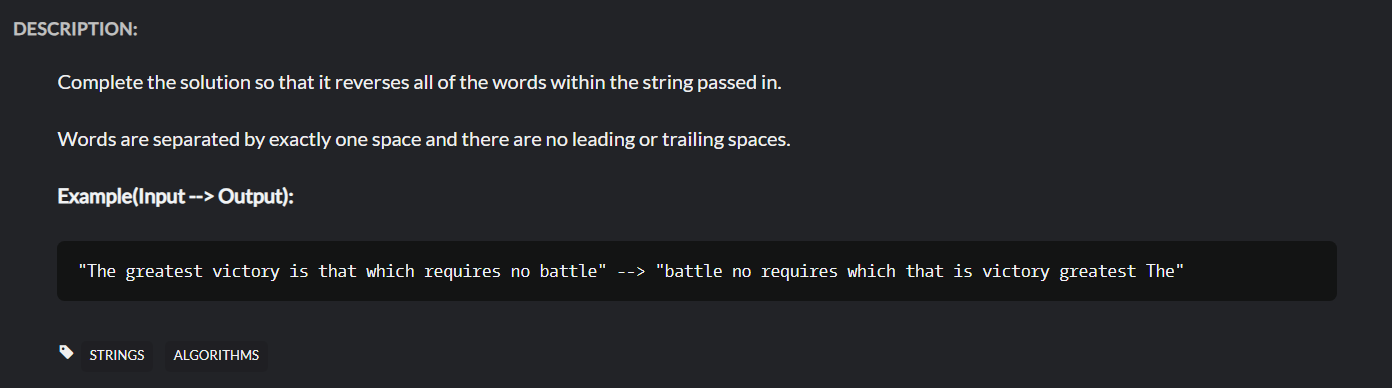 DESCRIPTION:
Complete the solution so that it reverses all of the words within the string passed in.
Words are separated by exactly one space and there are no leading or trailing spaces.
Example(Input --> Output):
"The greatest victory is that which requires no battle" --> "battle no requires which that is victory greatest The"
STRINGS ALGORITHMS